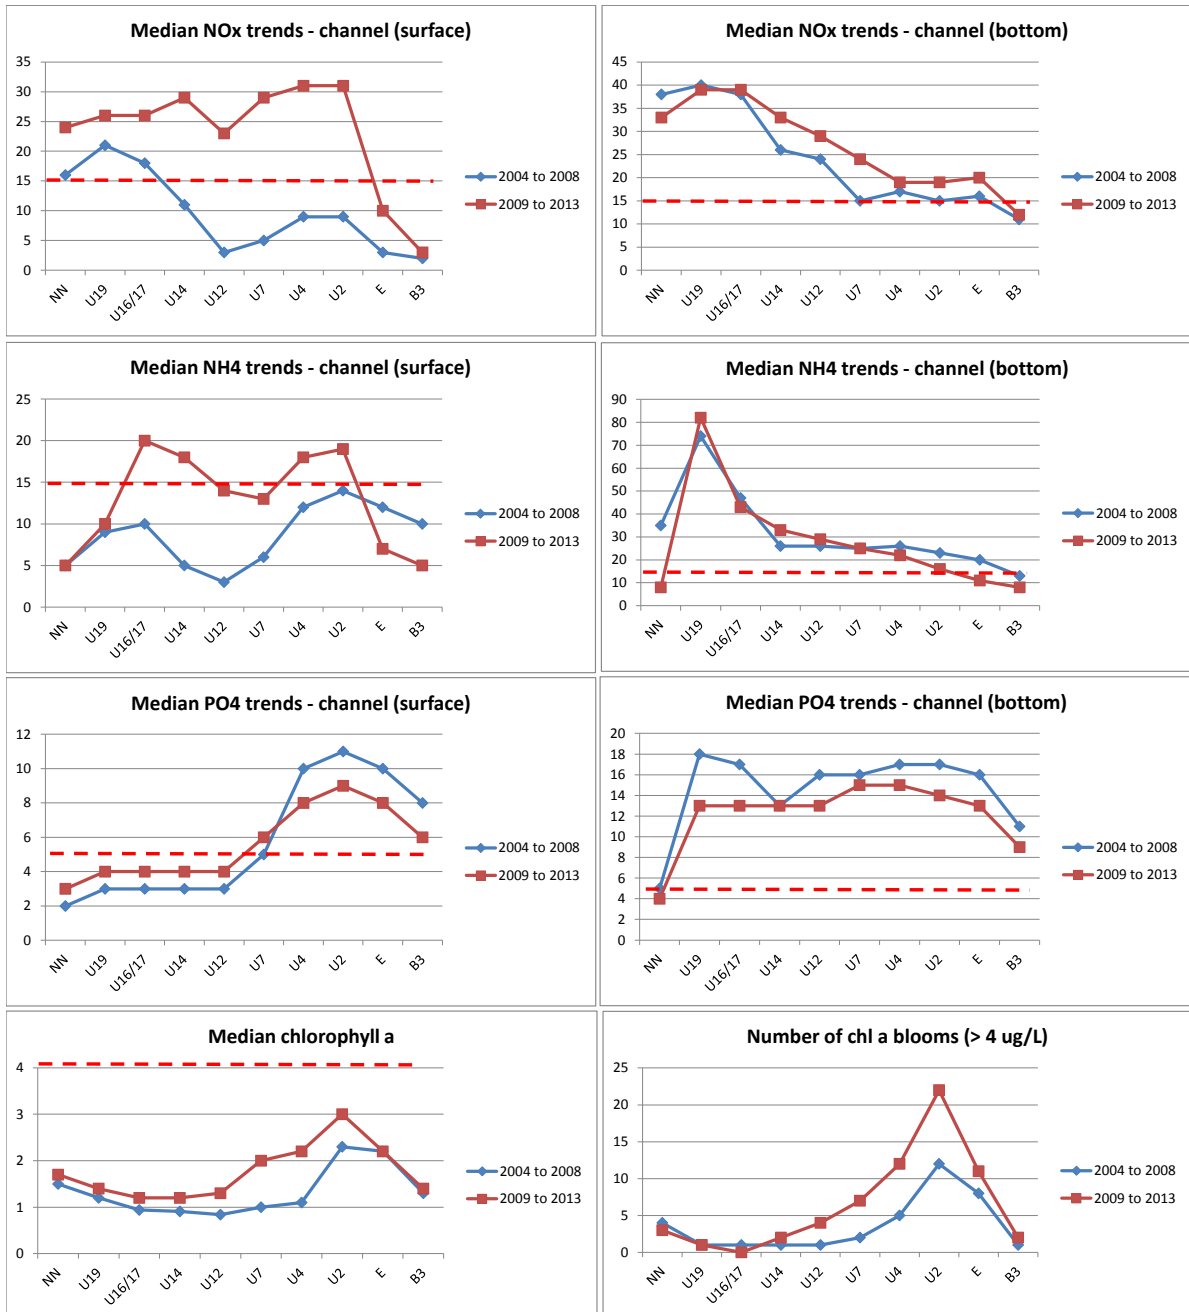 Median NOx trends - channel (surface)
35
30
25
20
15
10
5
0
NN U19 U16/17 U14 U12 U7 U4 U2 E B3
2004 to 2008
2009 to 2013
Median NOx trends - channel (bottom)
45
40
35
30
25
20
15
10
5
0
NN U19 U16/17 U14 U12 U7 U4 U2 E B3
2004 to 2008
2009 to 2013
Median NH4 trends - channel (surface)
25
20
15
10
5
0
NN U19 U16/17 U14 U12 U7 U4 U2 E B3
2004 to 2008
2009 to 2013
Median NH4 trends - channel (bottom)
90
80
70
60
50
40
30
20
10
0
NN U19 U16/17 U14 U12 U7 U4 U2 E B3
2004 to 2008
2009 to 2013
Median PO4 trends - channel (surface)
12
10
8
6
4
2
0
NN U19 U16/17 U14 U12 U7 U4 U2 E B3
2004 to 2008
2009 to 2013
Median PO4 trends - channel (bottom)
20
18
16
14
12
10
8
6
4
2
0
NN U19 U16/17 U14 U12 U7 U4 U2 E B3
2004 to 2008
2009 to 2013
Median chlorophyll a
4
3
2
1
0
NN U19 U16/17 U14 U12 U7 U4 U2 E B3
2004 to 2008
2009 to 2013
Number of chl a blooms (> 4 ug/L)
25
20
15
10
5
0
NN U19 U16/17 U14 U12 U7 U4 U2 E B3
2004 to 2008
2009 to 2013